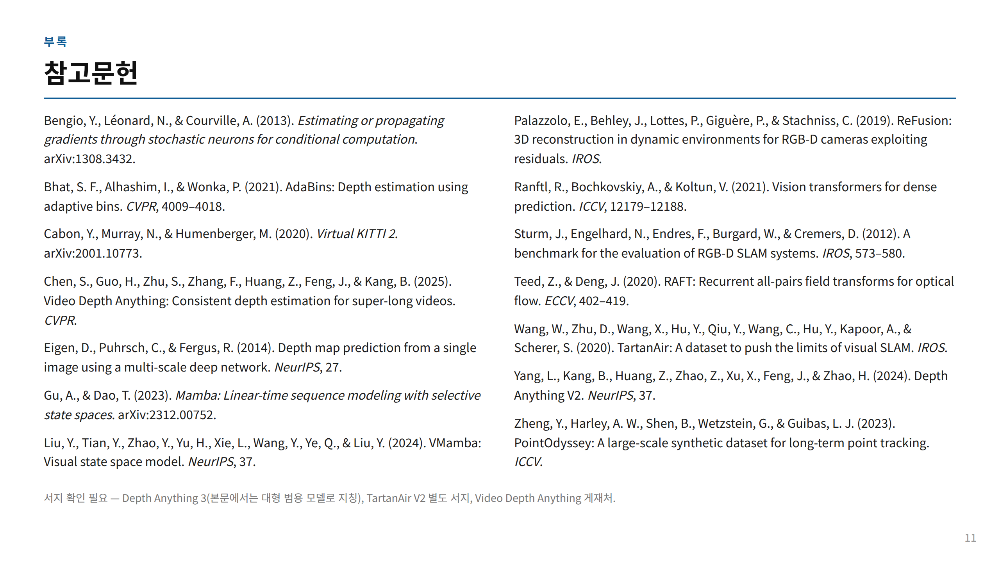 부록
참고문헌
Bengio, Y., Léonard, N., & Courville, A. (2013). Estimating or propagating
gradients through stochastic neurons for conditional computation.
arXiv:1308.3432.
Bhat, S. F., Alhashim, I., & Wonka, P. (2021). AdaBins: Depth estimation using
adaptive bins. CVPR, 4009–4018.
Cabon, Y., Murray, N., & Humenberger, M. (2020). Virtual KITTI 2.
arXiv:2001.10773.
Chen, S., Guo, H., Zhu, S., Zhang, F., Huang, Z., Feng, J., & Kang, B. (2025).
Video Depth Anything: Consistent depth estimation for super-long videos.
CVPR.
Eigen, D., Puhrsch, C., & Fergus, R. (2014). Depth map prediction from a single
image using a multi-scale deep network. NeurIPS, 27.
Gu, A., & Dao, T. (2023). Mamba: Linear-time sequence modeling with selective
state spaces. arXiv:2312.00752.
Liu, Y., Tian, Y., Zhao, Y., Yu, H., Xie, L., Wang, Y., Ye, Q., & Liu, Y. (2024). VMamba:
Visual state space model. NeurIPS, 37.
Palazzolo, E., Behley, J., Lottes, P., Giguère, P., & Stachniss, C. (2019). ReFusion:
3D reconstruction in dynamic environments for RGB-D cameras exploiting
residuals. IROS.
Ranftl, R., Bochkovskiy, A., & Koltun, V. (2021). Vision transformers for dense
prediction. ICCV, 12179–12188.
Sturm, J., Engelhard, N., Endres, F., Burgard, W., & Cremers, D. (2012). A
benchmark for the evaluation of RGB-D SLAM systems. IROS, 573–580.
Teed, Z., & Deng, J. (2020). RAFT: Recurrent all-pairs field transforms for optical
flow. ECCV, 402–419.
Wang, W., Zhu, D., Wang, X., Hu, Y., Qiu, Y., Wang, C., Hu, Y., Kapoor, A., &
Scherer, S. (2020). TartanAir: A dataset to push the limits of visual SLAM. IROS.
Yang, L., Kang, B., Huang, Z., Zhao, Z., Xu, X., Feng, J., & Zhao, H. (2024). Depth
Anything V2. NeurIPS, 37.
Zheng, Y., Harley, A. W., Shen, B., Wetzstein, G., & Guibas, L. J. (2023).
PointOdyssey: A large-scale synthetic dataset for long-term point tracking.
ICCV.
서지 확인 필요 — Depth Anything 3(본문에서는 대형 범용 모델로 지칭), TartanAir V2 별도 서지, Video Depth Anything 게재처.
11